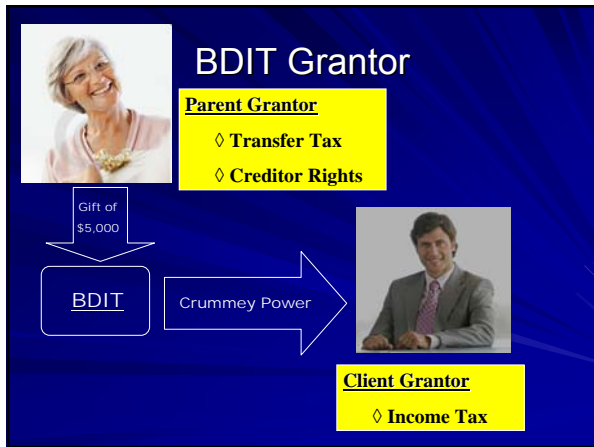 BDIT Grantor
Parent Grantor
◊ Transfer Tax
◊ Creditor Rights
Gift of
$5,000
BDIT
Crummey Power
Client Grantor
◊ Income Tax